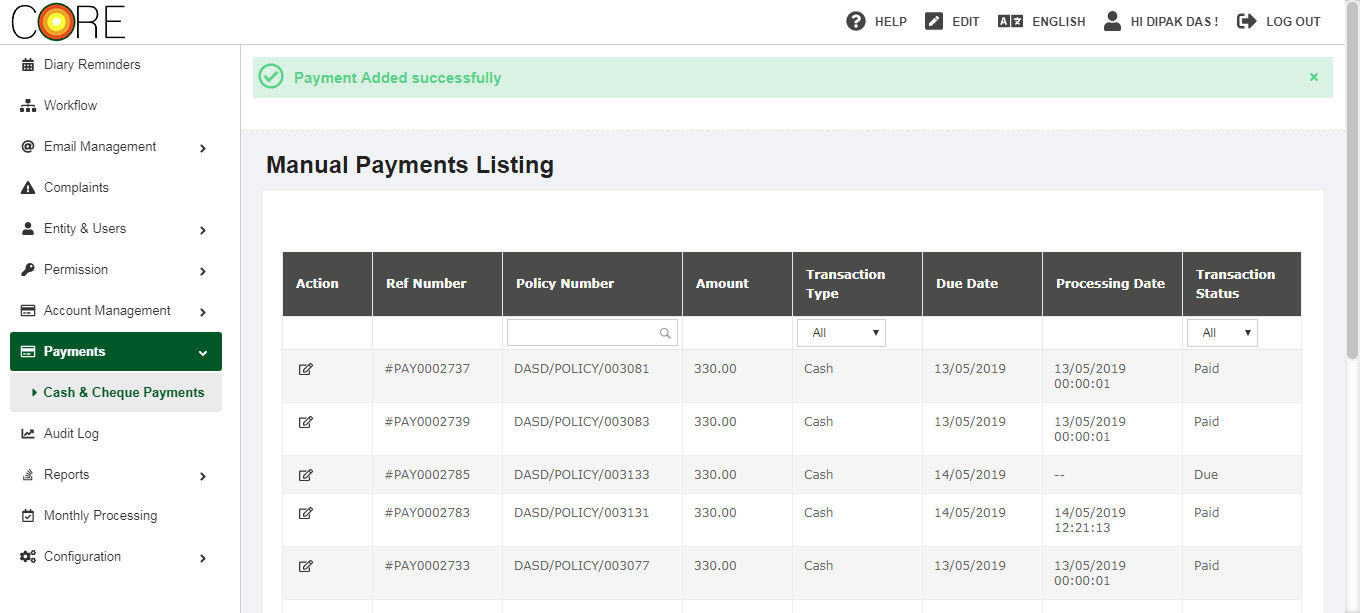 CORE
HELP
EDIT
ENGLISH
HI DIPAK DAS !
LOG OUT
Diary Reminders
Workflow
Email Management
Complaints
Entity & Users
Permission
Account Management
Payments
Cash & Cheque Payments
Audit Log
Reports
Monthly Processing
Configuration
Payment Added successfully ×
Manual Payments Listing
Action Ref Number Policy Number Amount Transaction Type Due Date Processing Date Transaction Status
All All
#PAY0002737 DASD/POLICY/003081 330.00 Cash 13/05/2019 13/05/2019 00:00:01 Paid
#PAY0002739 DASD/POLICY/003083 330.00 Cash 13/05/2019 13/05/2019 00:00:01 Paid
#PAY0002785 DASD/POLICY/003133 330.00 Cash 14/05/2019 -- Due
#PAY0002783 DASD/POLICY/003131 330.00 Cash 14/05/2019 14/05/2019 12:21:13 Paid
#PAY0002733 DASD/POLICY/003077 330.00 Cash 13/05/2019 13/05/2019 00:00:01 Paid